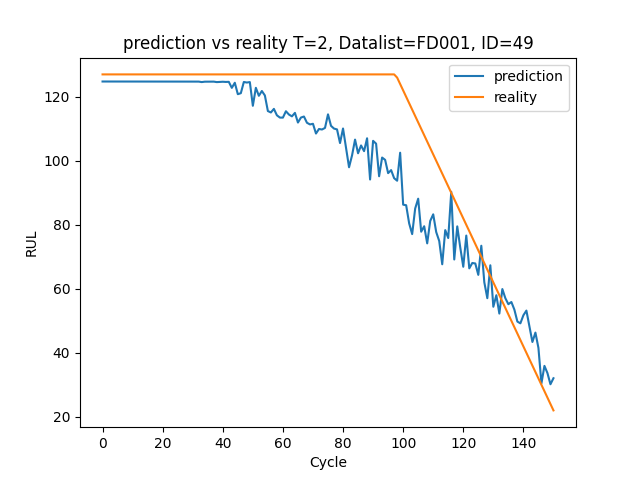 prediction vs reality T=2, Datalist=FD001, ID=49
prediction
reality
RUL
120
100
80
60
40
20
0 20 40 60 80 100 120 140
Cycle